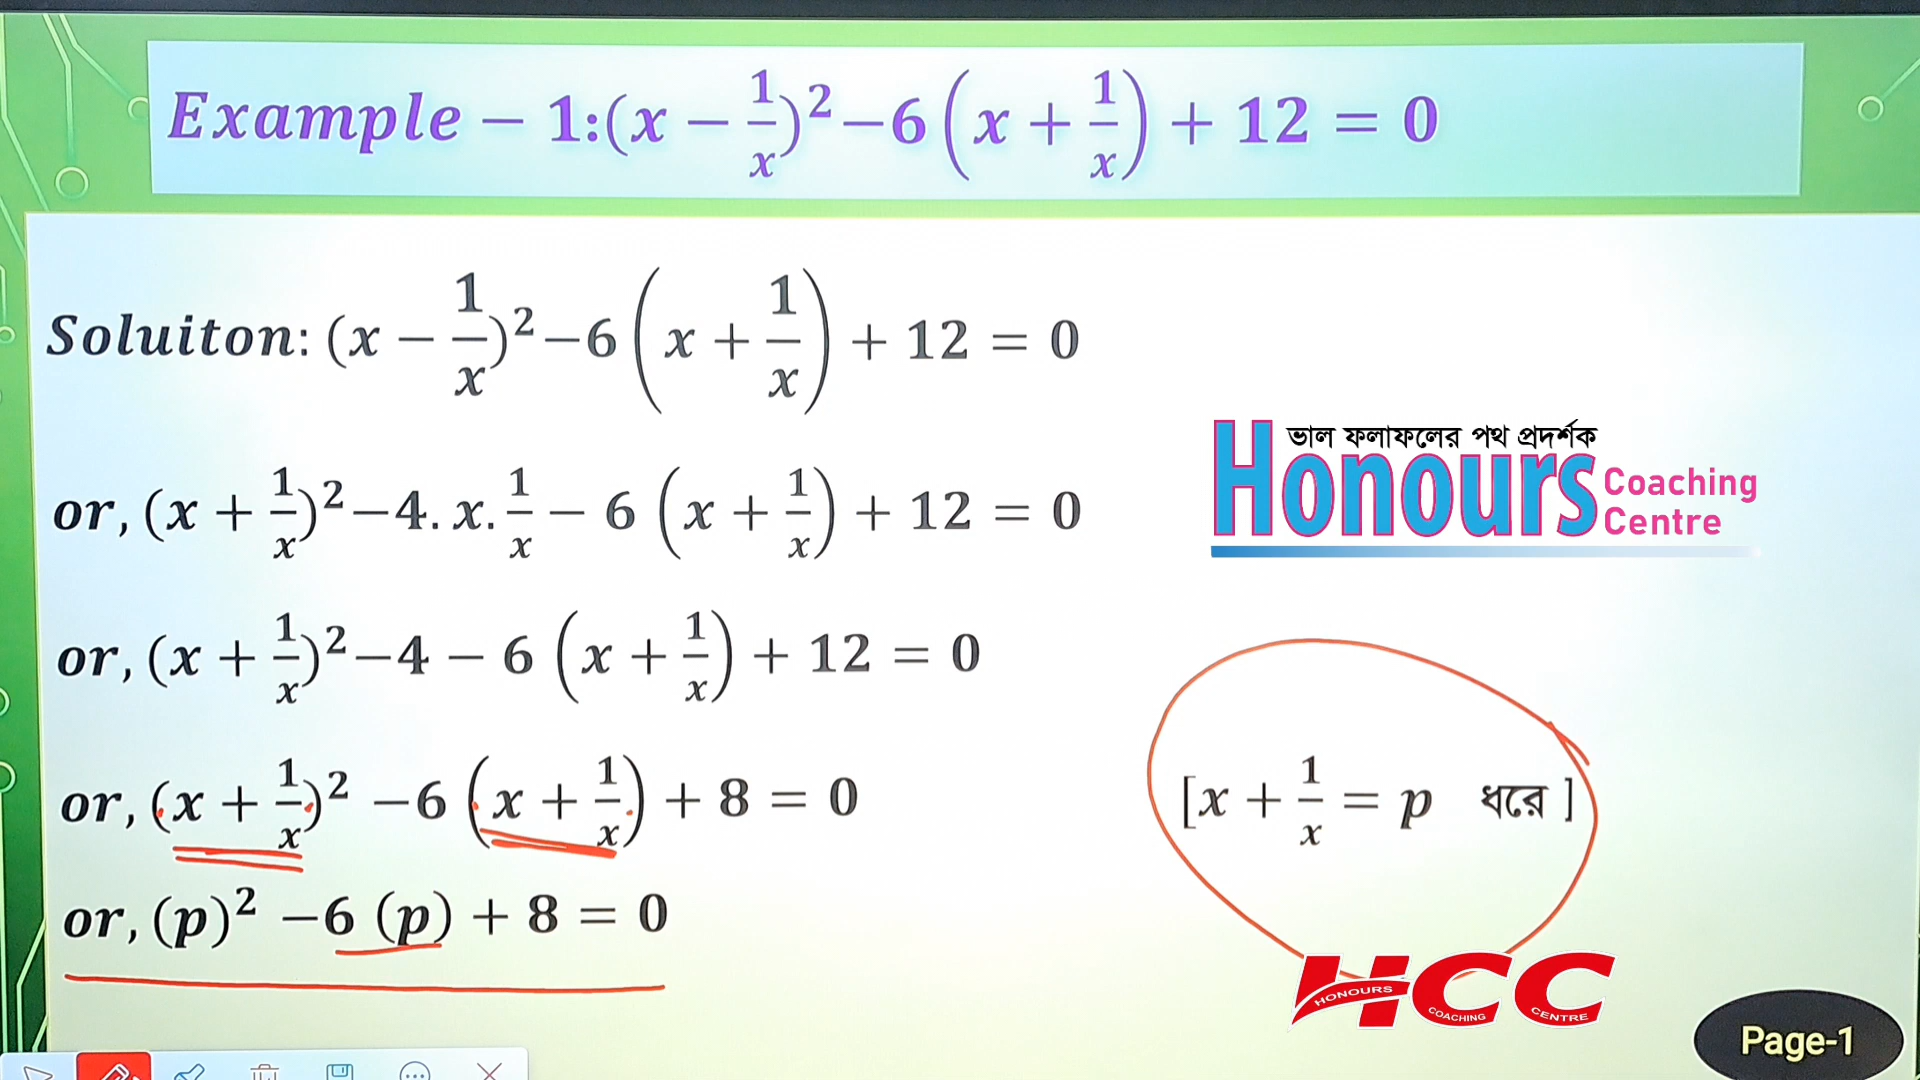 Example − 1:(x − 1/x)²−6(x + 1/x) + 12 = 0
Soluiton: (x − 1/x)²−6(x + 1/x) + 12 = 0
or, (x + 1/x)²−4. x. 1/x − 6 (x + 1/x) + 12 = 0
ভাল ফলাফলের পথ প্রদর্শক
Honours Coaching Centre
or, (x + 1/x)²−4 − 6 (x + 1/x) + 12 = 0
or, (x + 1/x)² −6 (x + 1/x) + 8 = 0 [x + 1/x = p ধরে ]
or, (p)² −6 (p) + 8 = 0
HCC
HONOURS COACHING CENTRE
Page-1